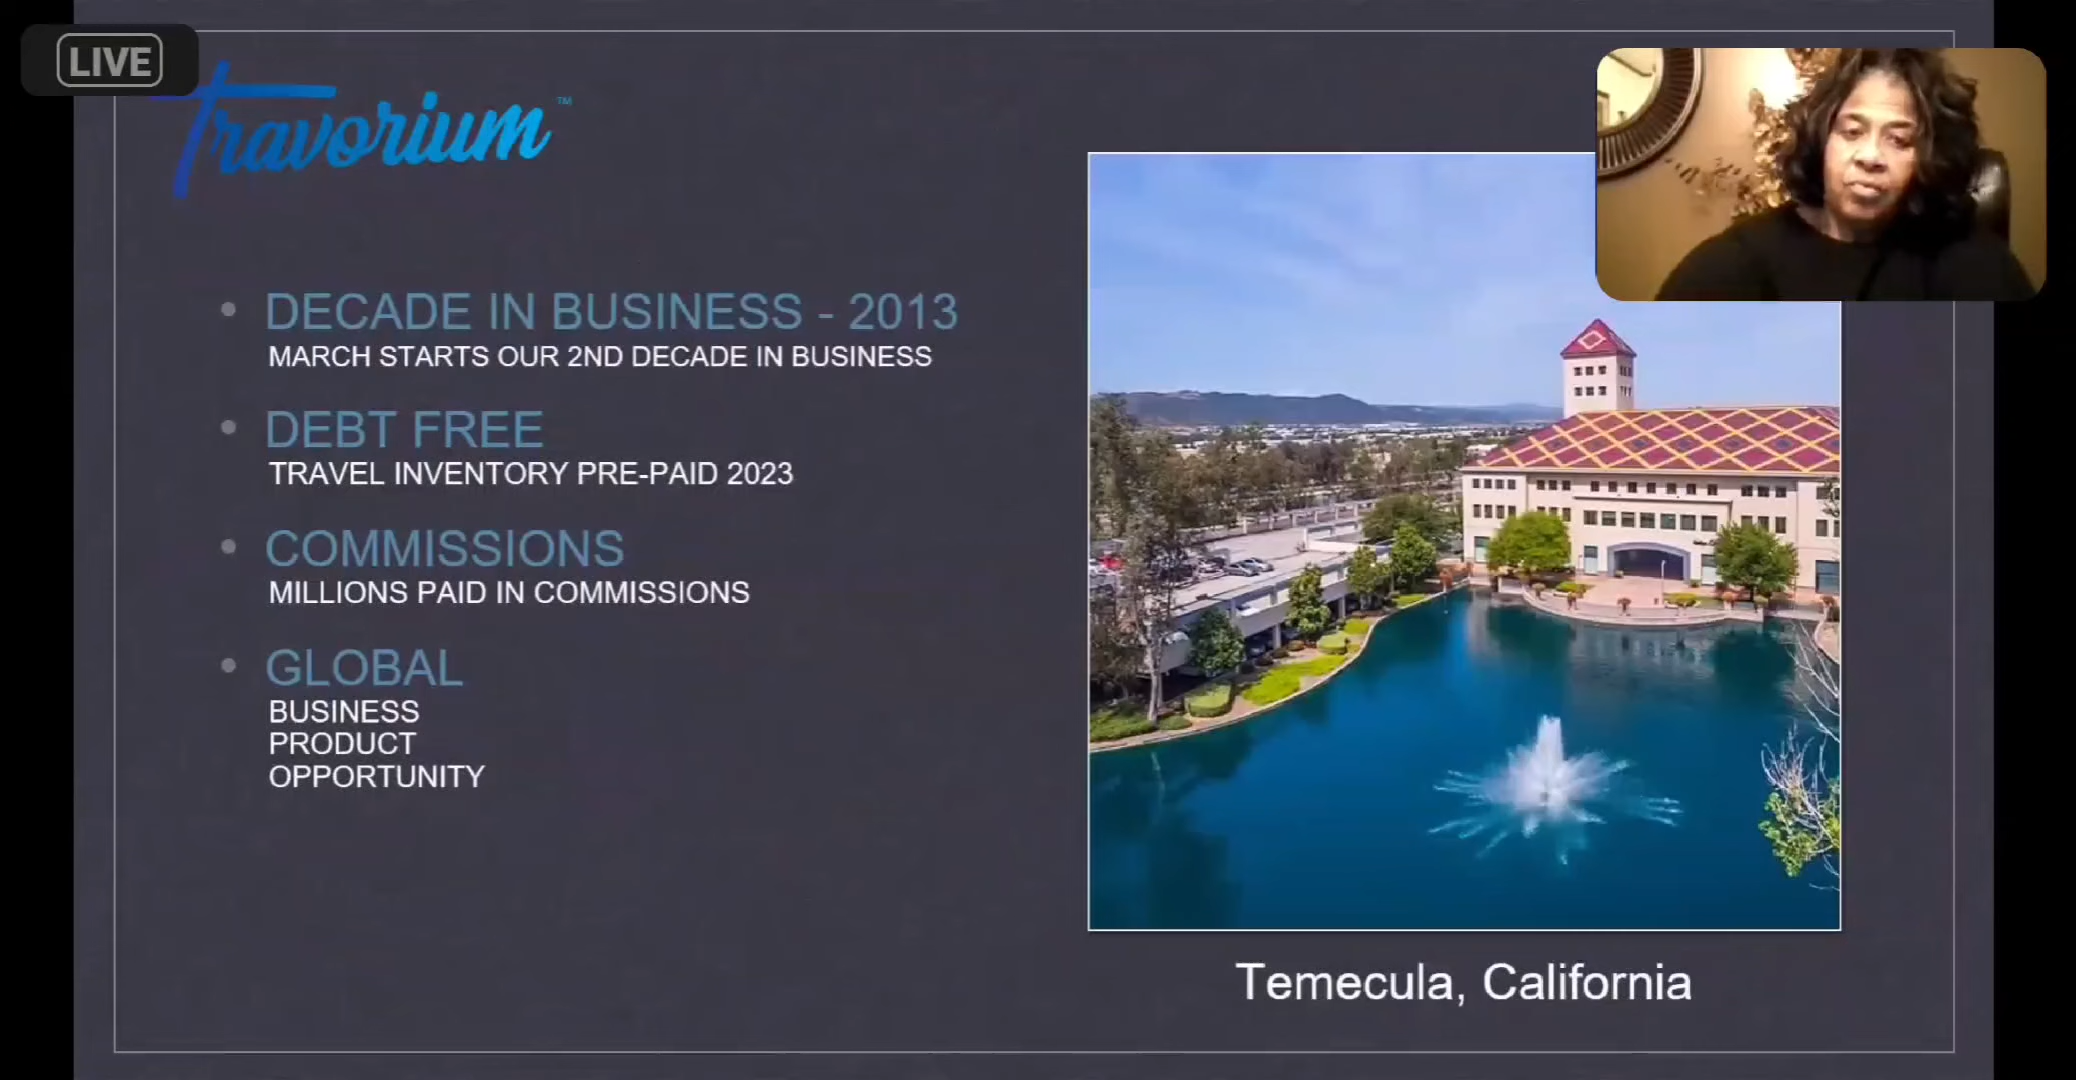 LIVE
Travorium™
DECADE IN BUSINESS - 2013
MARCH STARTS OUR 2ND DECADE IN BUSINESS
DEBT FREE
TRAVEL INVENTORY PRE-PAID 2023
COMMISSIONS
MILLIONS PAID IN COMMISSIONS
GLOBAL
BUSINESS
PRODUCT
OPPORTUNITY
Temecula, California